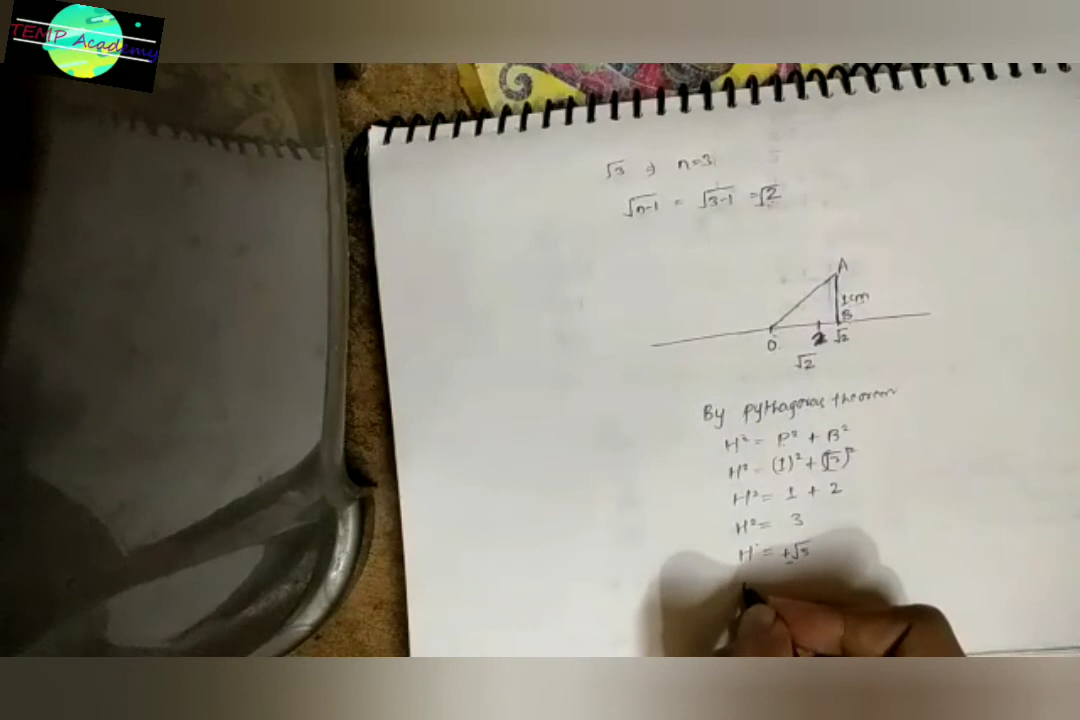 TEMP Academy
√3 ⇒ n=3
√n-1 = √3-1 = √2
A
1cm
B
O √2
√2
By pythagoras theorem
H² = P² + B²
H² = (1)² + (√2)²
H² = 1 + 2
H² = 3
H = ±√3